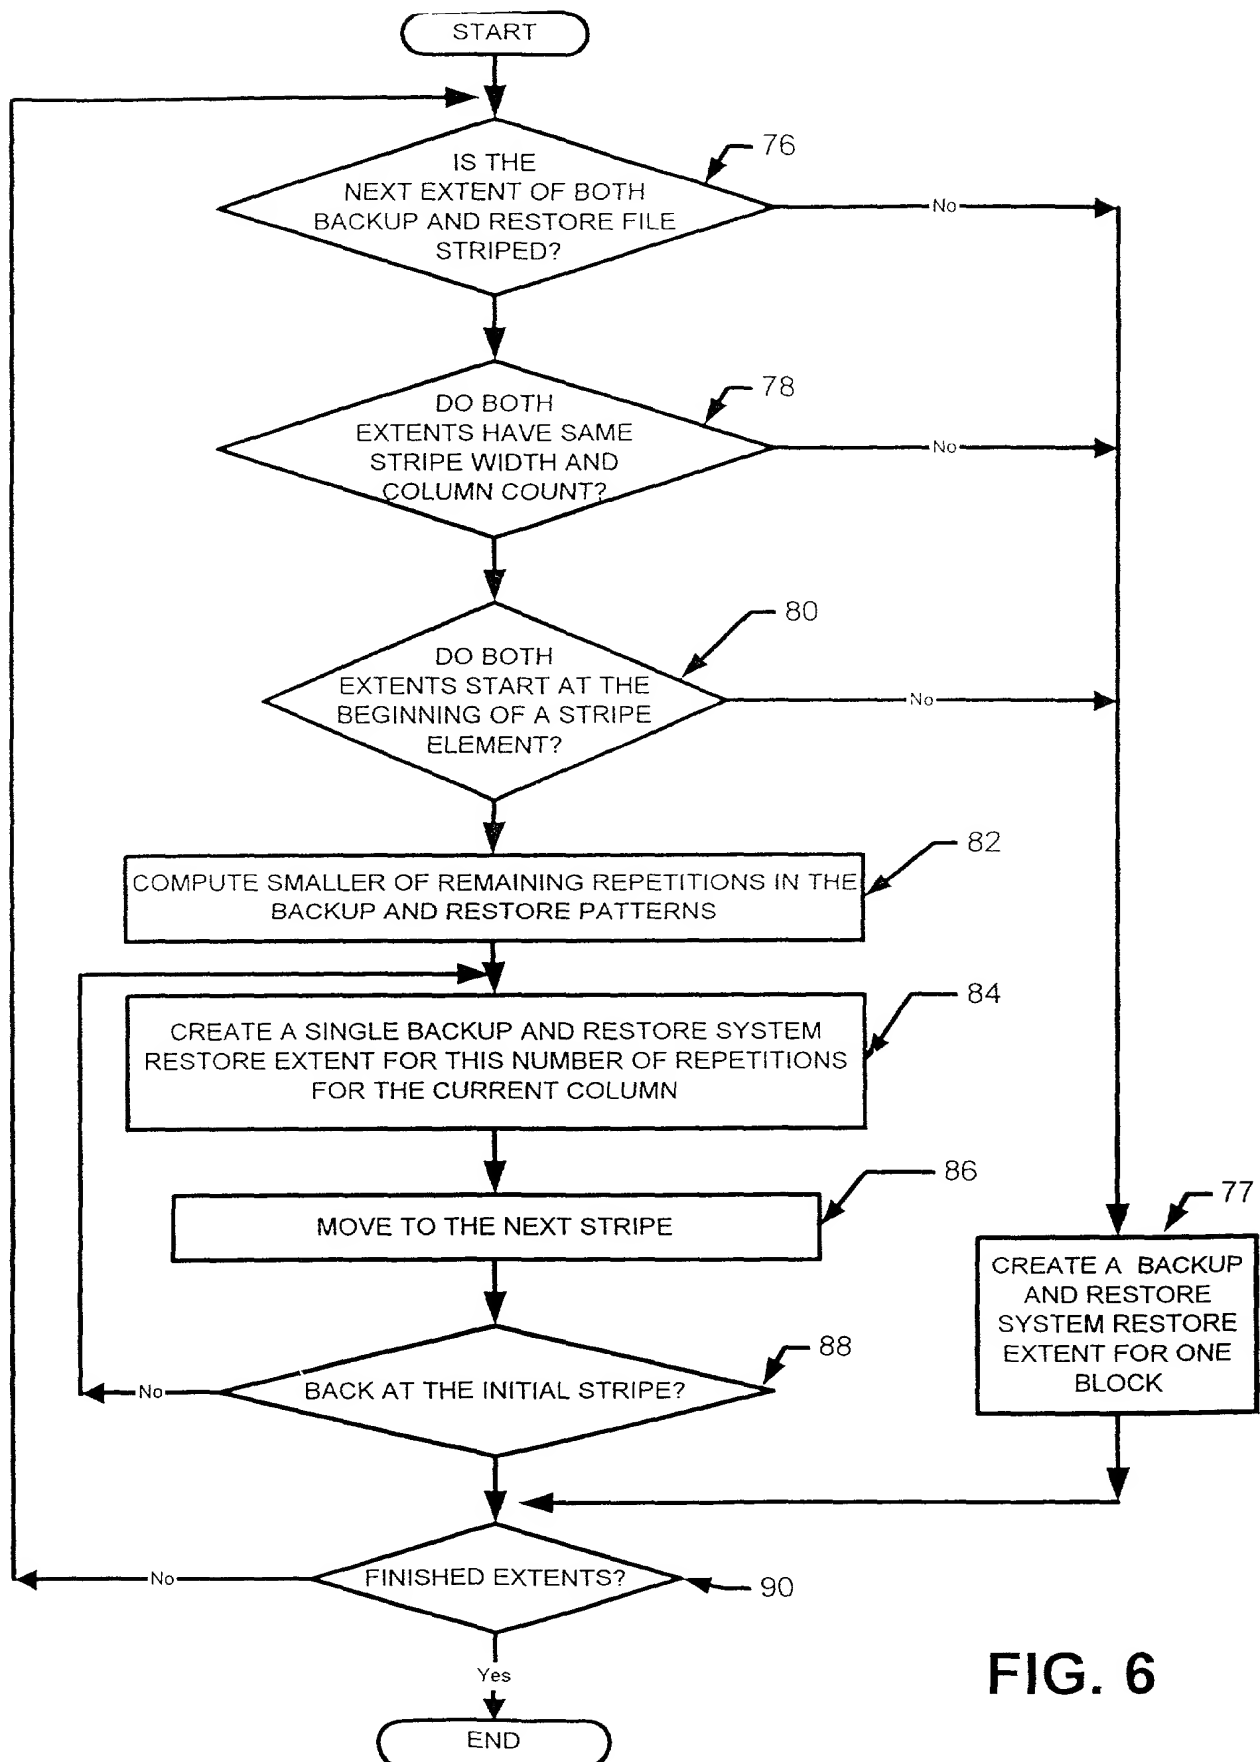 START
76
IS THE
NEXT EXTENT OF BOTH
BACKUP AND RESTORE FILE
STRIPED?
No
78
DO BOTH
EXTENTS HAVE SAME
STRIPE WIDTH AND
COLUMN COUNT?
No
80
DO BOTH
EXTENTS START AT THE
BEGINNING OF A STRIPE
ELEMENT?
No
82
COMPUTE SMALLER OF REMAINING REPETITIONS IN THE
BACKUP AND RESTORE PATTERNS
84
CREATE A SINGLE BACKUP AND RESTORE SYSTEM
RESTORE EXTENT FOR THIS NUMBER OF REPETITIONS
FOR THE CURRENT COLUMN
86
MOVE TO THE NEXT STRIPE
77
CREATE A BACKUP
AND RESTORE
SYSTEM RESTORE
EXTENT FOR ONE
BLOCK
88
BACK AT THE INITIAL STRIPE?
No
FINISHED EXTENTS?
No
90
Yes
END
FIG. 6